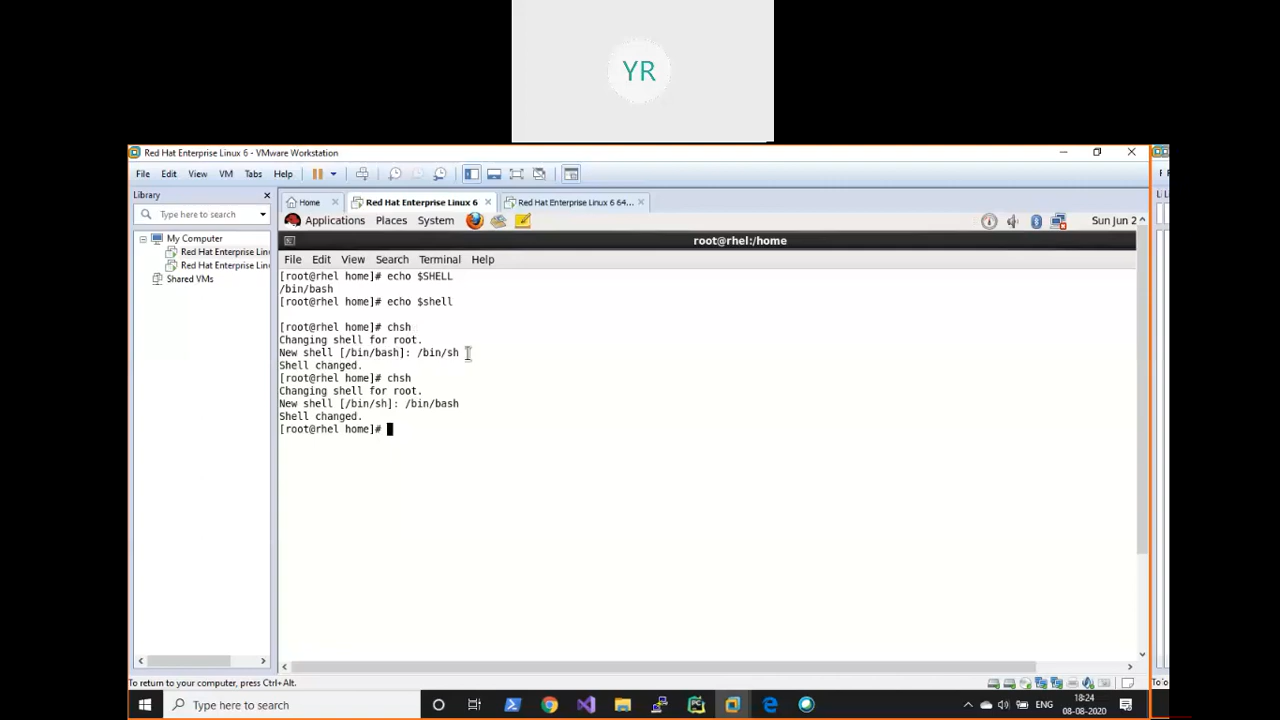 YR
Red Hat Enterprise Linux 6 - VMware Workstation
File Edit View VM Tabs Help
Library
Type here to search
My Computer
Red Hat Enterprise Lin
Red Hat Enterprise Lin
Shared VMs
Home Red Hat Enterprise Linux 6 Red Hat Enterprise Linux 6 64...
Applications Places System Sun Jun 2
root@rhel:/home
File Edit View Search Terminal Help
[root@rhel home]# echo $SHELL
/bin/bash
[root@rhel home]# echo $shell
[root@rhel home]# chsh
Changing shell for root.
New shell [/bin/bash]: /bin/sh
Shell changed.
[root@rhel home]# chsh
Changing shell for root.
New shell [/bin/sh]: /bin/bash
Shell changed.
[root@rhel home]#
To return to your computer, press Ctrl+Alt.
Type here to search
ENG
18:24
08-08-2020